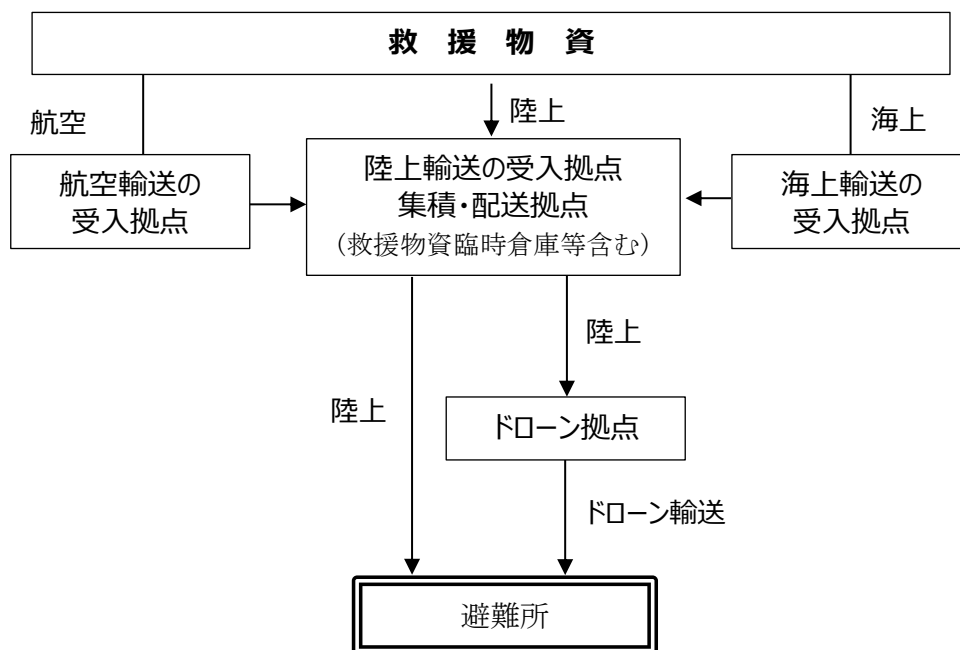 救 援 物 資
航空
陸上
海上
航空輸送の
受入拠点
陸上輸送の受入拠点
集積・配送拠点
（救援物資臨時倉庫等含む）
海上輸送の
受入拠点
陸上
陸上
ドローン拠点
ドローン輸送
避難所